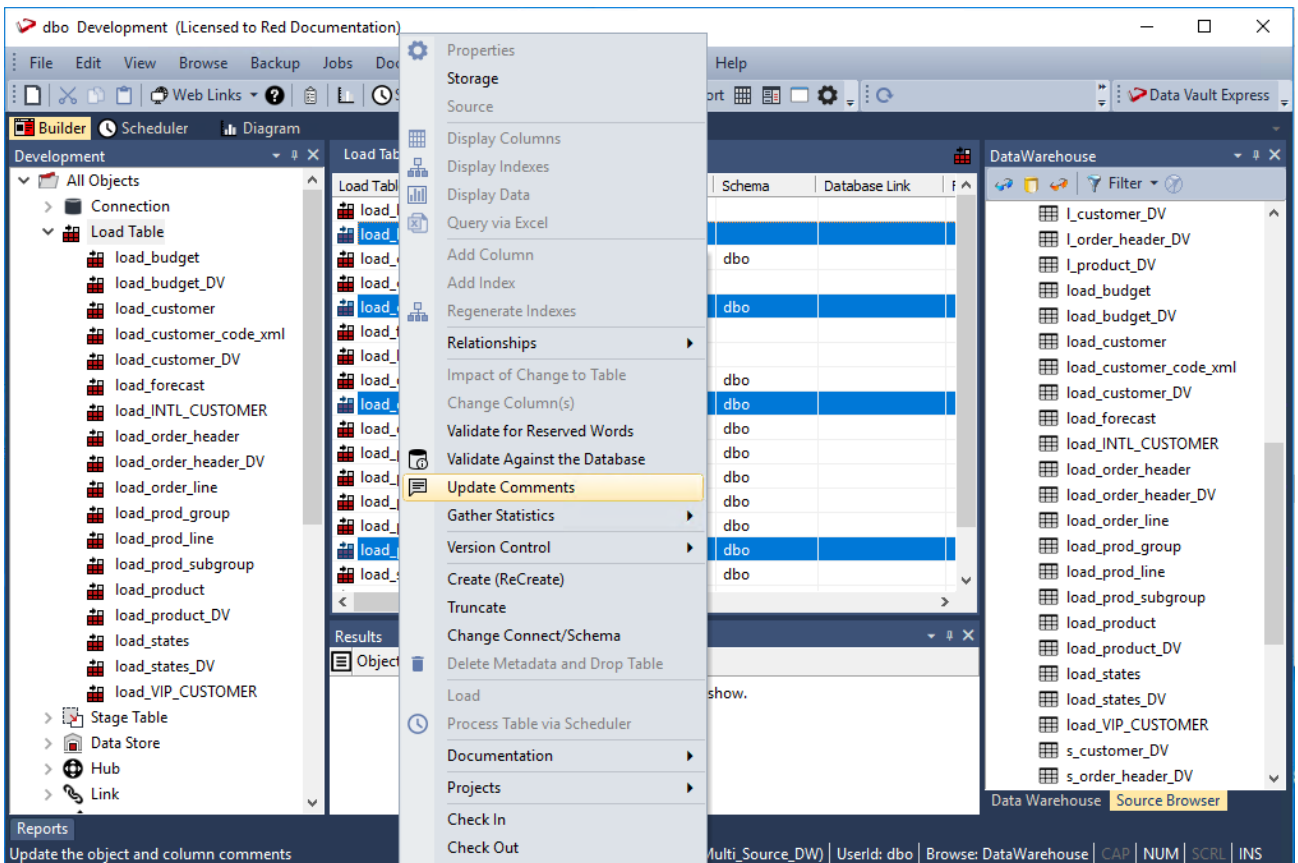 dbo Development (Licensed to Red Documentation)
File Edit View Browse Backup Jobs Help
Web Links
Data Vault Express
Builder Scheduler Diagram
Development
All Objects
Connection
Load Table
load_budget
load_budget_DV
load_customer
load_customer_code_xml
load_customer_DV
load_forecast
load_INTL_CUSTOMER
load_order_header
load_order_header_DV
load_order_line
load_prod_group
load_prod_line
load_prod_subgroup
load_product
load_product_DV
load_states
load_states_DV
load_VIP_CUSTOMER
Stage Table
Data Store
Hub
Link
Load Tab
Load Tabl
Schema Database Link
dbo
dbo
dbo
dbo
dbo
dbo
dbo
dbo
dbo
dbo
dbo
Results
Object
show.
Properties
Storage
Source
Display Columns
Display Indexes
Display Data
Query via Excel
Add Column
Add Index
Regenerate Indexes
Relationships
Impact of Change to Table
Change Column(s)
Validate for Reserved Words
Validate Against the Database
Update Comments
Gather Statistics
Version Control
Create (ReCreate)
Truncate
Change Connect/Schema
Delete Metadata and Drop Table
Load
Process Table via Scheduler
Documentation
Projects
Check In
Check Out
DataWarehouse
Filter
l_customer_DV
l_order_header_DV
l_product_DV
load_budget
load_budget_DV
load_customer
load_customer_code_xml
load_customer_DV
load_forecast
load_INTL_CUSTOMER
load_order_header
load_order_header_DV
load_order_line
load_prod_group
load_prod_line
load_prod_subgroup
load_product
load_product_DV
load_states
load_states_DV
load_VIP_CUSTOMER
s_customer_DV
s_order_header_DV
Data Warehouse Source Browser
Reports
Update the object and column comments
Multi_Source_DW) UserId: dbo Browse: DataWarehouse CAP NUM SCRL INS